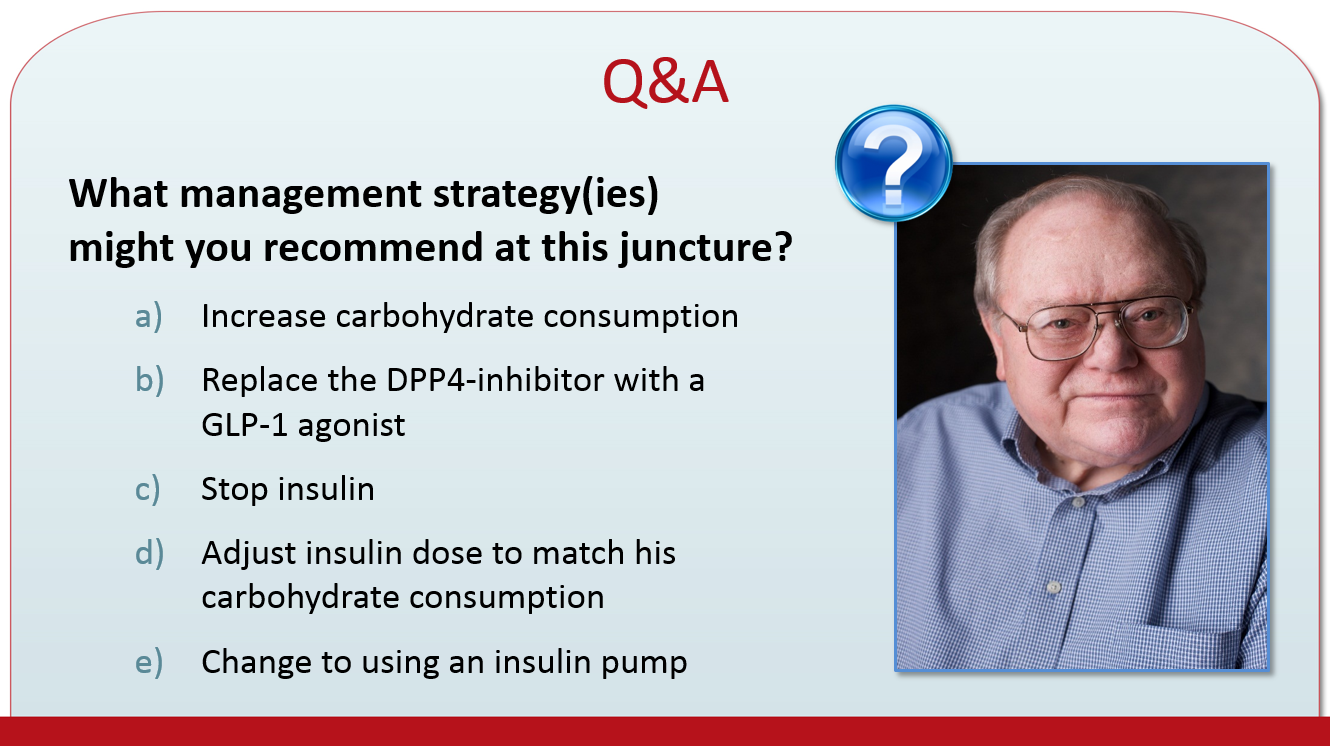 Q&A
?
What management strategy(ies)
might you recommend at this juncture?
a) Increase carbohydrate consumption
b) Replace the DPP4-inhibitor with a
GLP-1 agonist
c) Stop insulin
d) Adjust insulin dose to match his
carbohydrate consumption
e) Change to using an insulin pump